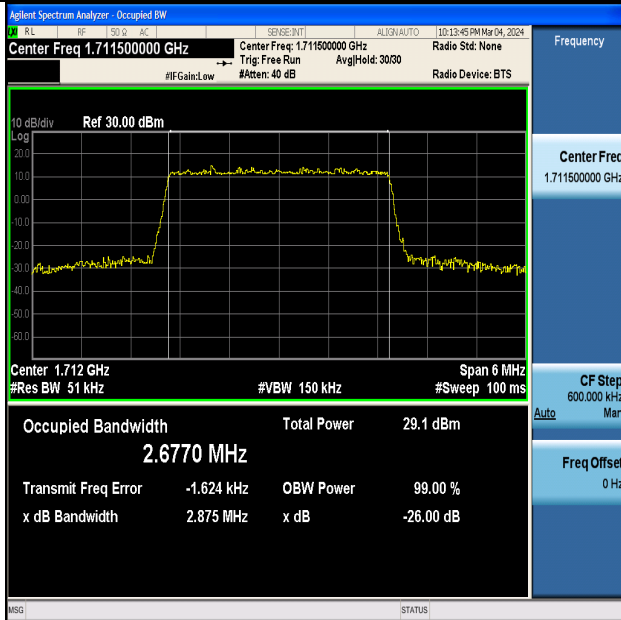 Agilent Spectrum Analyzer - Occupied BW
LXI RL RF 50 Ω AC SENSE:INT ALIGN AUTO 10:13:45 PM Mar 04, 2024
Center Freq 1.711500000 GHz
Center Freq: 1.711500000 GHz
Radio Std: None
Trig: Free Run Avg|Hold: 30/30
#IFGain:Low
#Atten: 40 dB
Radio Device: BTS
10 dB/div Ref 30.00 dBm
Log
20.0
10.0
0.00
-10.0
-20.0
-30.0
-40.0
-50.0
-60.0
Center 1.712 GHz Span 6 MHz
#Res BW 51 kHz #VBW 150 kHz #Sweep 100 ms
Occupied Bandwidth Total Power 29.1 dBm
2.6770 MHz
Transmit Freq Error -1.624 kHz OBW Power 99.00 %
x dB Bandwidth 2.875 MHz x dB -26.00 dB
MSG STATUS
Frequency
Center Freq
1.711500000 GHz
CF Step
600.000 kHz
Auto Man
Freq Offset
0 Hz